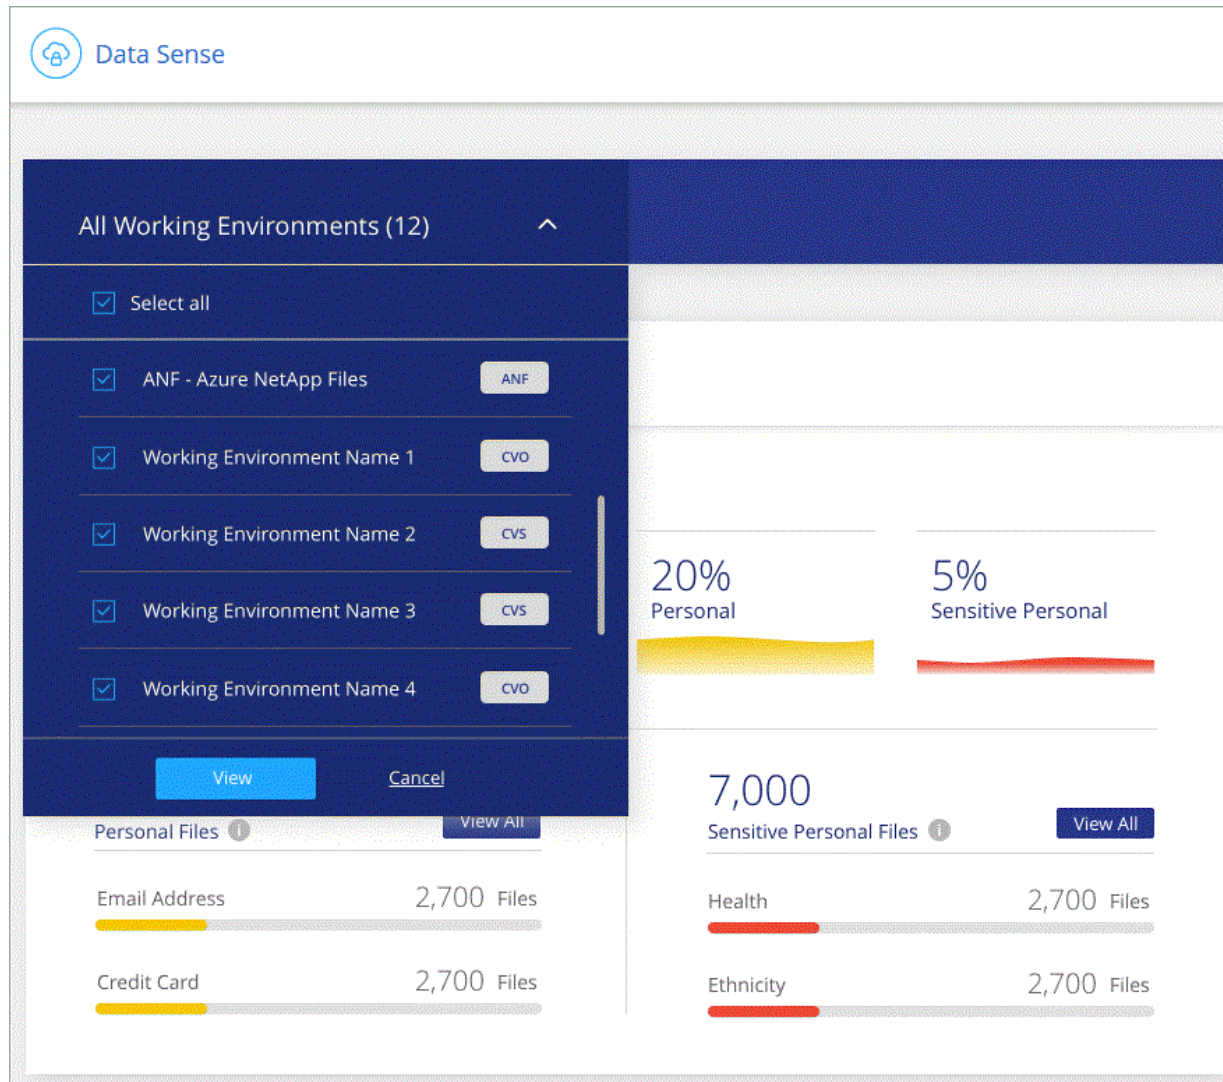 Data Sense
All Working Environments (12)
Select all
ANF - Azure NetApp Files ANF
Working Environment Name 1 CVO
Working Environment Name 2 CVS
Working Environment Name 3 CVS
Working Environment Name 4 CVO
View Cancel
20%
Personal
5%
Sensitive Personal
Personal Files View All
Email Address 2,700 Files
Credit Card 2,700 Files
7,000
Sensitive Personal Files View All
Health 2,700 Files
Ethnicity 2,700 Files